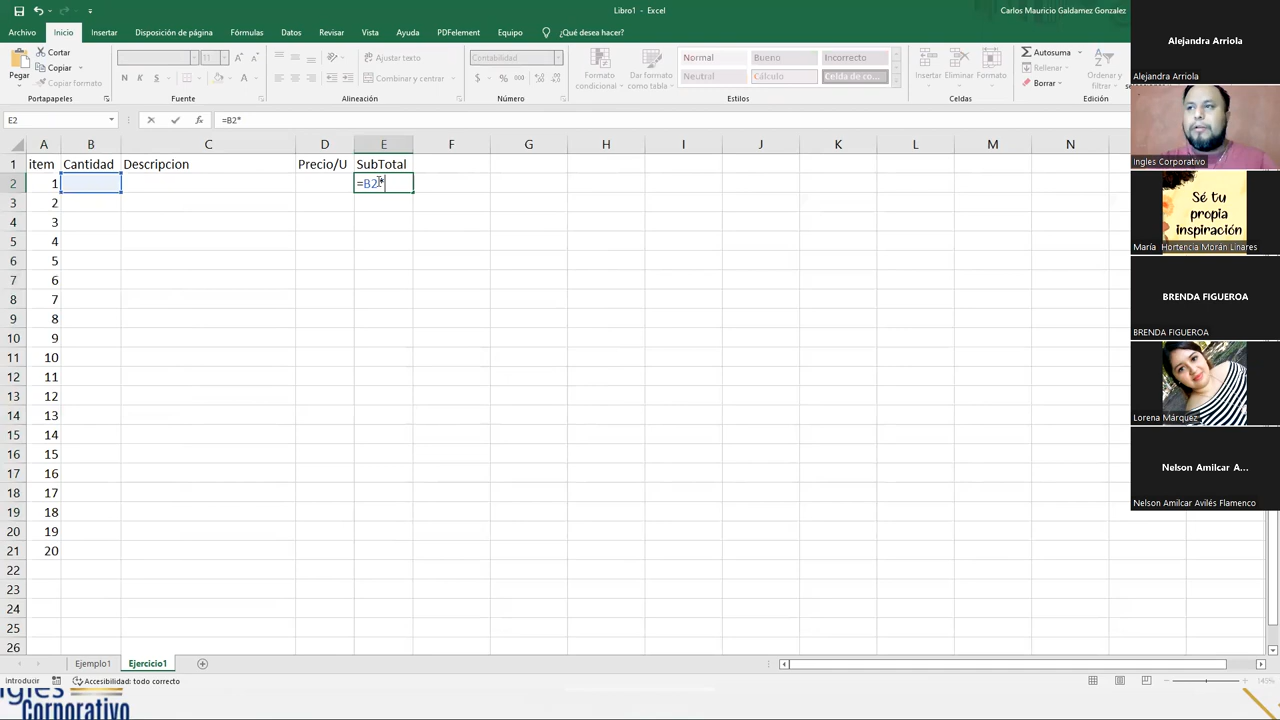 Libro1 - Excel
Carlos Mauricio Galdamez Gonzalez
Archivo Inicio Insertar Disposición de página Fórmulas Datos Revisar Vista Ayuda PDFelement Equipo ¿Qué desea hacer?
Pegar
Cortar
Copiar
Copiar formato
Portapapeles
11
N K S
Fuente
Ajustar texto
Combinar y centrar
Alineación
Contabilidad
$ % 000
Número
Formato condicional
Dar formato como tabla
Normal Bueno Incorrecto
Neutral Cálculo Celda de co...
Estilos
Insertar Eliminar Formato
Celdas
Autosuma
Rellenar
Borrar
Ordenar y
Edición
E2
=B2*
A B C D E F G H I J K L M N
1 item Cantidad Descripcion Precio/U SubTotal
2 1 =B2*
3 2
4 3
5 4
6 5
7 6
8 7
9 8
10 9
11 10
12 11
13 12
14 13
15 14
16 15
17 16
18 17
19 18
20 19
21 20
22
23
24
25
26
Ejemplo1 Ejercicio1
Introducir
Accesibilidad: todo correcto
145%
Ingles
Corporativo
Alejandra Arriola
Alejandra Arriola
Ingles Corporativo
Sé tu
propia
inspiración
María Hortencia Morán Linares
BRENDA FIGUEROA
BRENDA FIGUEROA
Lorena Márquez
Nelson Amilcar A...
Nelson Amilcar Avilés Flamenco